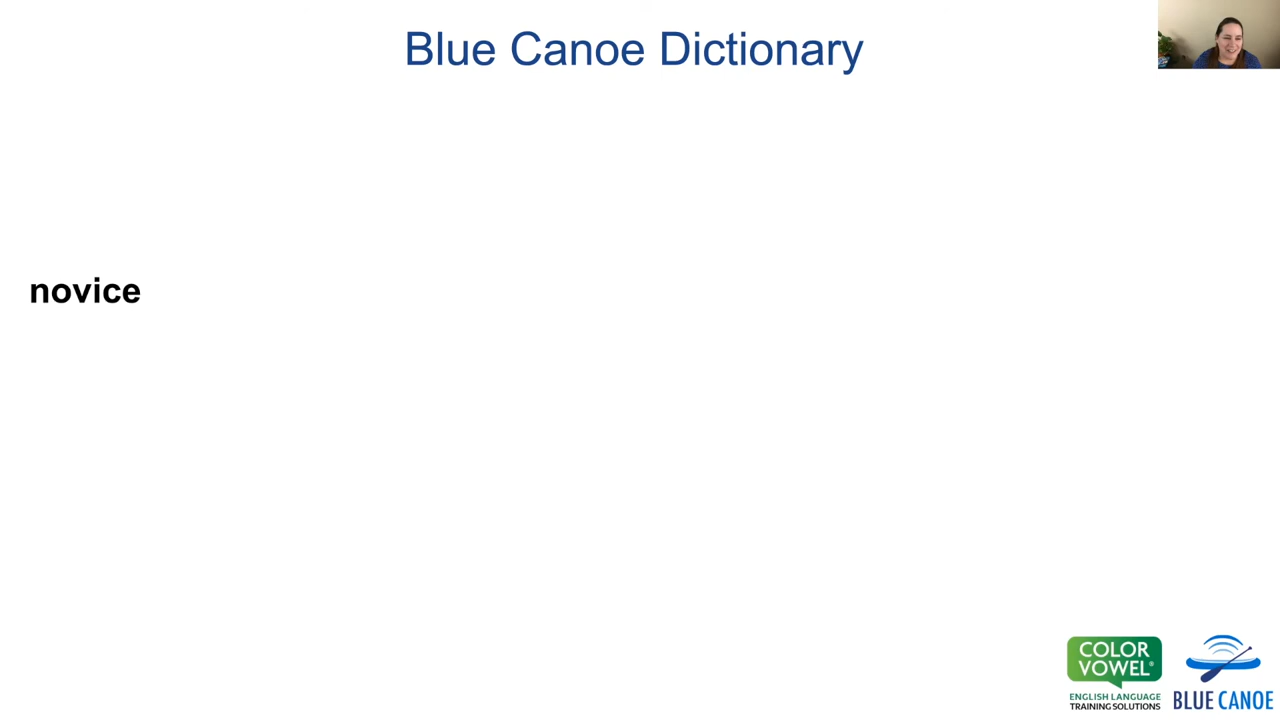 Blue Canoe Dictionary
novice
COLOR
VOWEL®
ENGLISH LANGUAGE
TRAINING SOLUTIONS
BLUE CANOE